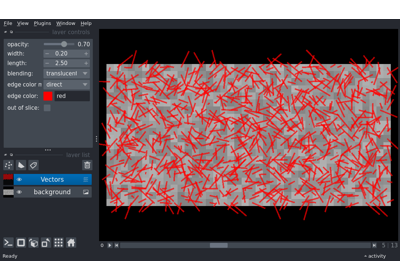 File View Plugins Window Help
layer controls
opacity: 0.70
width: 0.20
length: 2.50
blending: translucent
edge color m direct
edge color: red
out of slice:
layer list
Vectors
background
0 5 13
Ready activity